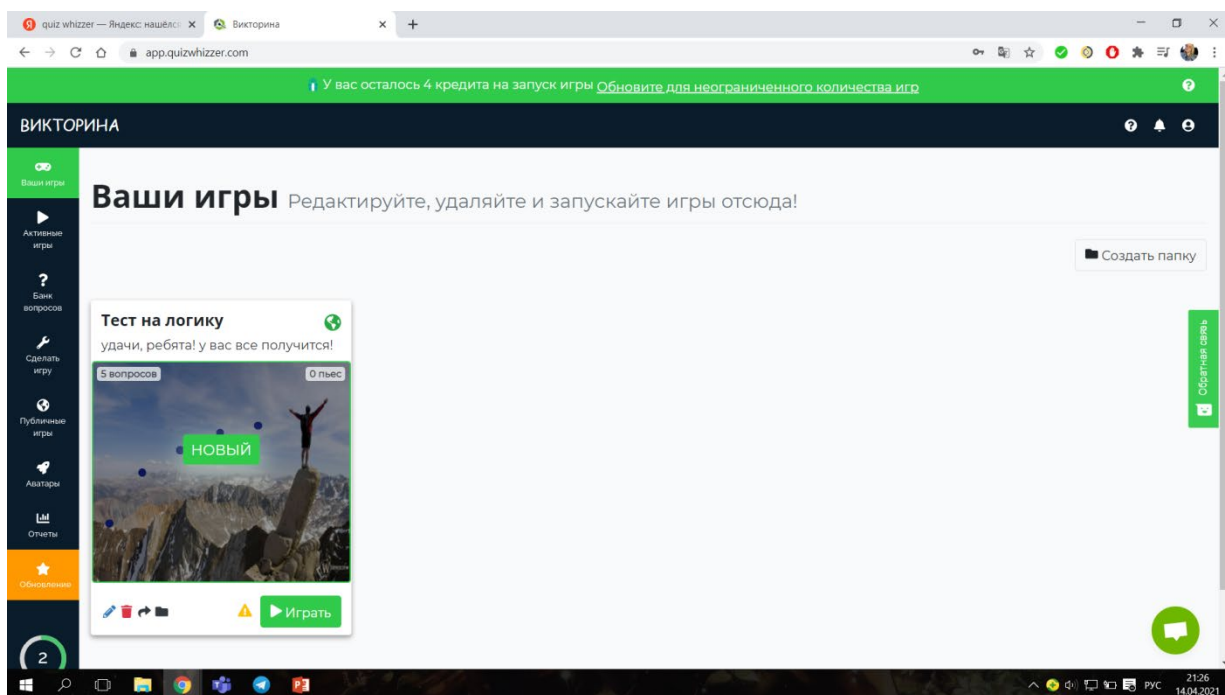 quiz whizzer — Яндекс: нашёлс
Викторина
app.quizwhizzer.com
У вас осталось 4 кредита на запуск игры Обновите для неограниченного количества игр
ВИКТОРИНА
Ваши игры
Активные
игры
Банк
вопросов
Сделать
игру
Публичные
игры
Аватары
Отчеты
Обновление
2
Ваши игры Редактируйте, удаляйте и запускайте игры отсюда!
Создать папку
Тест на логику
удачи, ребята! у вас все получится!
5 вопросов
0 пьес
НОВЫЙ
Играть
Обратная связь
РУС
21:26
14.04.2021